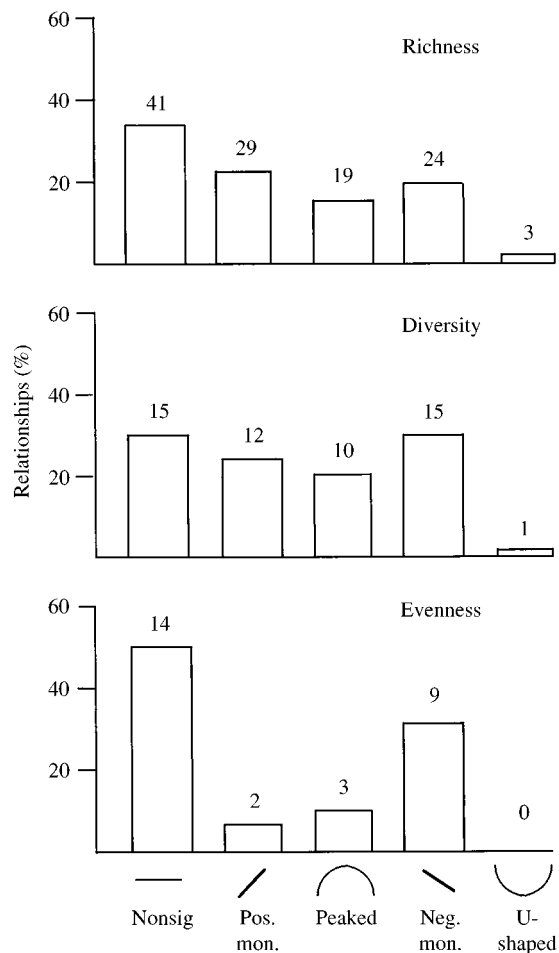 60
Richness
40
41
29
24
19
20
3
60
Diversity
40
15
12
10
15
20
1
60
Evenness
14
40
9
20
2
3
0
Relationships (%)
Nonsig
Pos.
mon.
Peaked
Neg.
mon.
U-
shaped